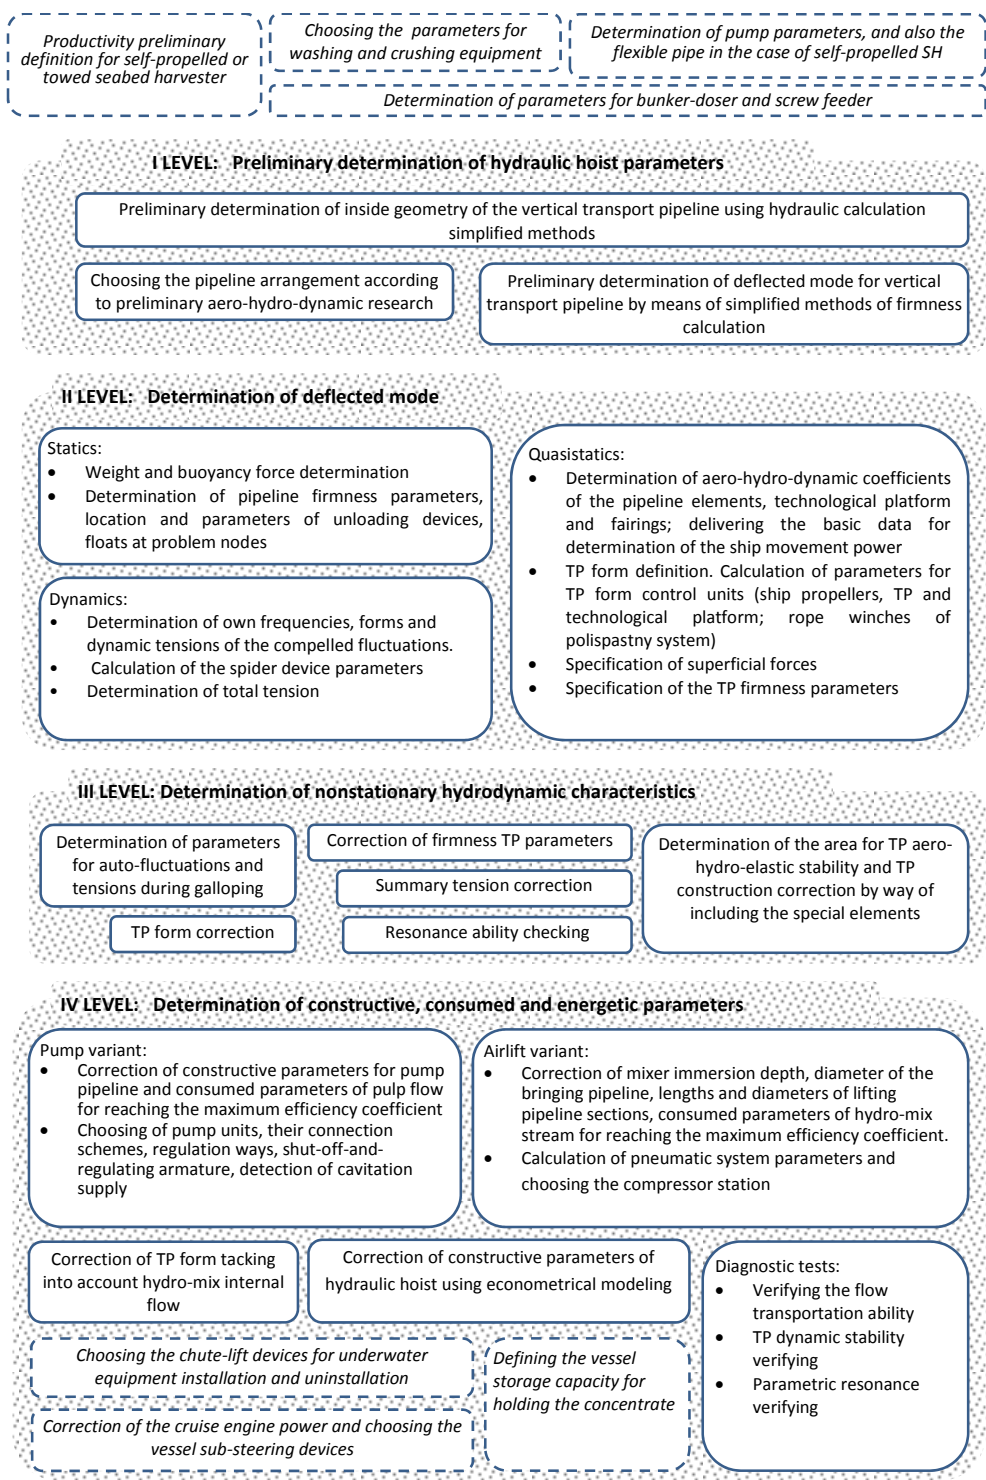 Productivity preliminary
definition for self-propelled or
towed seabed harvester
Choosing the parameters for
washing and crushing equipment
Determination of pump parameters, and also the
flexible pipe in the case of self-propelled SH
Determination of parameters for bunker-doser and screw feeder
I LEVEL: Preliminary determination of hydraulic hoist parameters
Preliminary determination of inside geometry of the vertical transport pipeline using hydraulic calculation
simplified methods
Choosing the pipeline arrangement according
to preliminary aero-hydro-dynamic research
Preliminary determination of deflected mode for vertical
transport pipeline by means of simplified methods of firmness
calculation
II LEVEL: Determination of deflected mode
Statics:
• Weight and buoyancy force determination
• Determination of pipeline firmness parameters,
location and parameters of unloading devices,
floats at problem nodes
Dynamics:
• Determination of own frequencies, forms and
dynamic tensions of the compelled fluctuations.
• Calculation of the spider device parameters
• Determination of total tension
Quasistatics:
• Determination of aero-hydro-dynamic coefficients
of the pipeline elements, technological platform
and fairings; delivering the basic data for
determination of the ship movement power
• TP form definition. Calculation of parameters for
TP form control units (ship propellers, TP and
technological platform; rope winches of
polispastny system)
• Specification of superficial forces
• Specification of the TP firmness parameters
III LEVEL: Determination of nonstationary hydrodynamic characteristics
Determination of parameters
for auto-fluctuations and
tensions during galloping
TP form correction
Correction of firmness TP parameters
Summary tension correction
Resonance ability checking
Determination of the area for TP aero-
hydro-elastic stability and TP
construction correction by way of
including the special elements
IV LEVEL: Determination of constructive, consumed and energetic parameters
Pump variant:
• Correction of constructive parameters for pump
pipeline and consumed parameters of pulp flow
for reaching the maximum efficiency coefficient
• Choosing of pump units, their connection
schemes, regulation ways, shut-off-and-
regulating armature, detection of cavitation
supply
Airlift variant:
• Correction of mixer immersion depth, diameter of the
bringing pipeline, lengths and diameters of lifting
pipeline sections, consumed parameters of hydro-mix
stream for reaching the maximum efficiency coefficient.
• Calculation of pneumatic system parameters and
choosing the compressor station
Correction of TP form tacking
into account hydro-mix internal
flow
Correction of constructive parameters of
hydraulic hoist using econometrical modeling
Diagnostic tests:
• Verifying the flow
transportation ability
• TP dynamic stability
verifying
• Parametric resonance
verifying
Choosing the chute-lift devices for underwater
equipment installation and uninstallation
Correction of the cruise engine power and choosing the
vessel sub-steering devices
Defining the vessel
storage capacity for
holding the concentrate